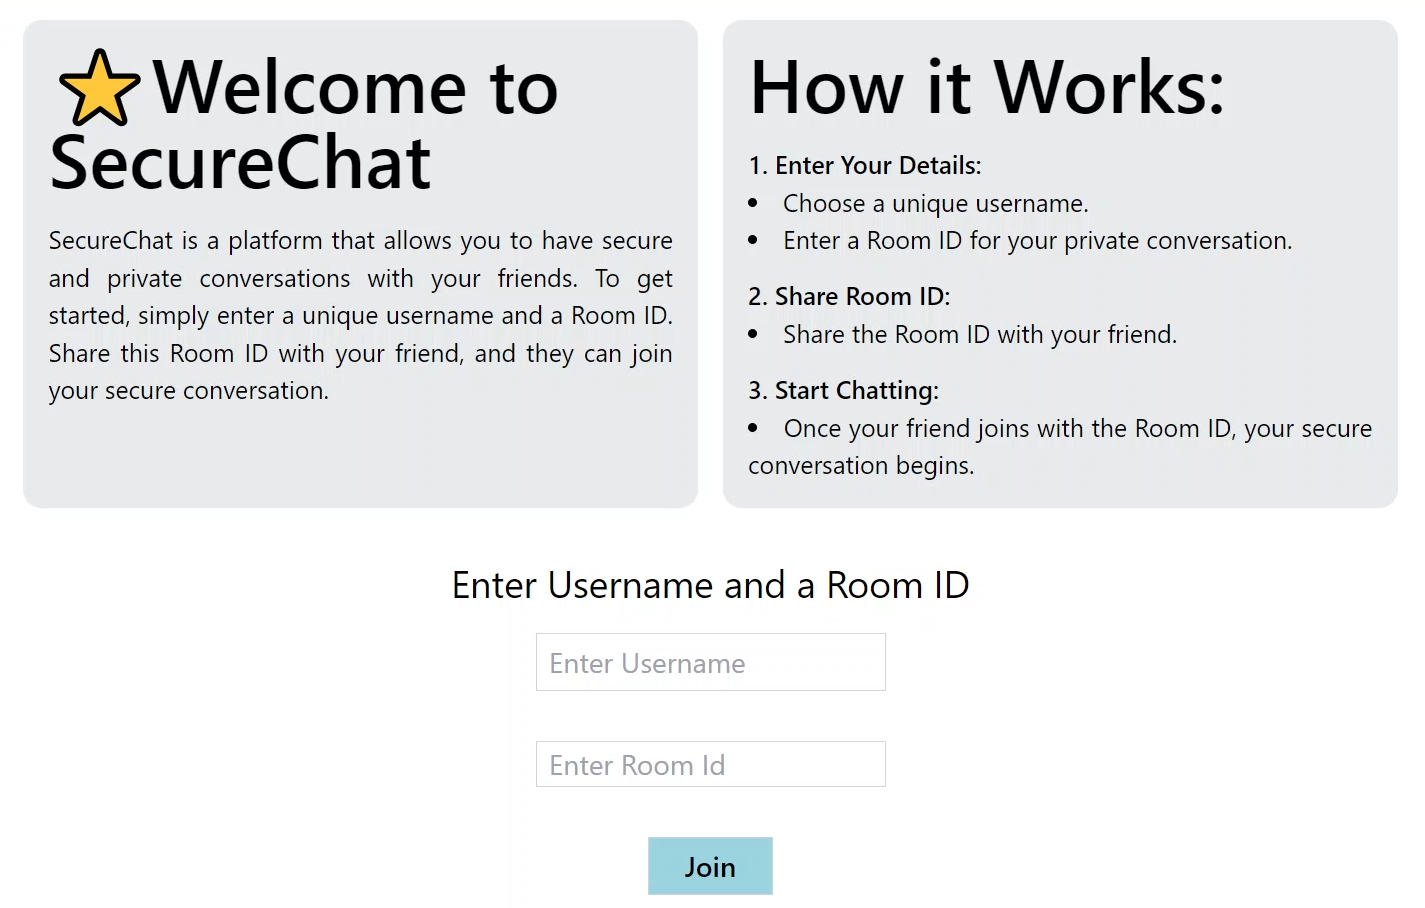 Welcome to
SecureChat
SecureChat is a platform that allows you to have secure
and private conversations with your friends. To get
started, simply enter a unique username and a Room ID.
Share this Room ID with your friend, and they can join
your secure conversation.
How it Works:
1. Enter Your Details:
• Choose a unique username.
• Enter a Room ID for your private conversation.
2. Share Room ID:
• Share the Room ID with your friend.
3. Start Chatting:
• Once your friend joins with the Room ID, your secure
conversation begins.
Enter Username and a Room ID
Enter Username
Enter Room Id
Join